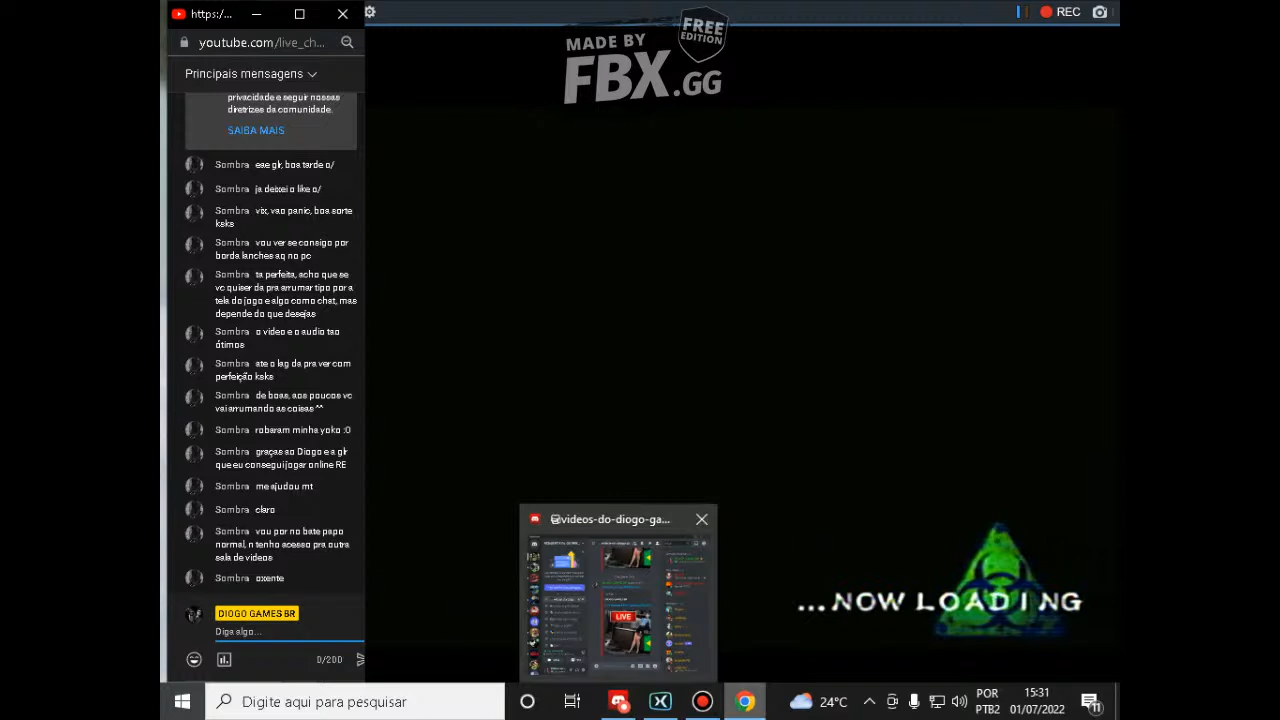 https:/...
youtube.com/live_ch...
Principais mensagens
privacidade e seguir nossas
diretrizes da comunidade.
SAIBA MAIS
Sombra eae glr, boa tarde o/
Sombra ja deixei o like o/
Sombra vix, vao panic, boa sorte
ksks
Sombra vou ver se consigo por
borda lanches aq no pc
Sombra ta perfeita, acho que se
vc quiser da pra arrumar tipo por a
tela do jogo e algo como chat, mas
depende do que desejas
Sombra o video e o audio tao
ótimos
Sombra ate o lag da pra ver com
perfeição ksks
Sombra de boas, aos poucos vc
vai arrumando as coisas ^^
Sombra robaram minha yoko :0
Sombra graças ao Diogo e a glr
que eu consegui jogar online RE
Sombra me ajudou mt
Sombra claro
Sombra vou por no bate papo
normal, n tenho acesso pra outra
sala de videos
Sombra oxente
DIOGO GAMES BR
Diga algo...
0/200
REC
MADE BY
FBX.GG
FREE
EDITION
videos-do-diogo-ga...
LIVE
...NOW LOADING
Digite aqui para pesquisar
24°C
POR
PTB2
15:31
01/07/2022
11